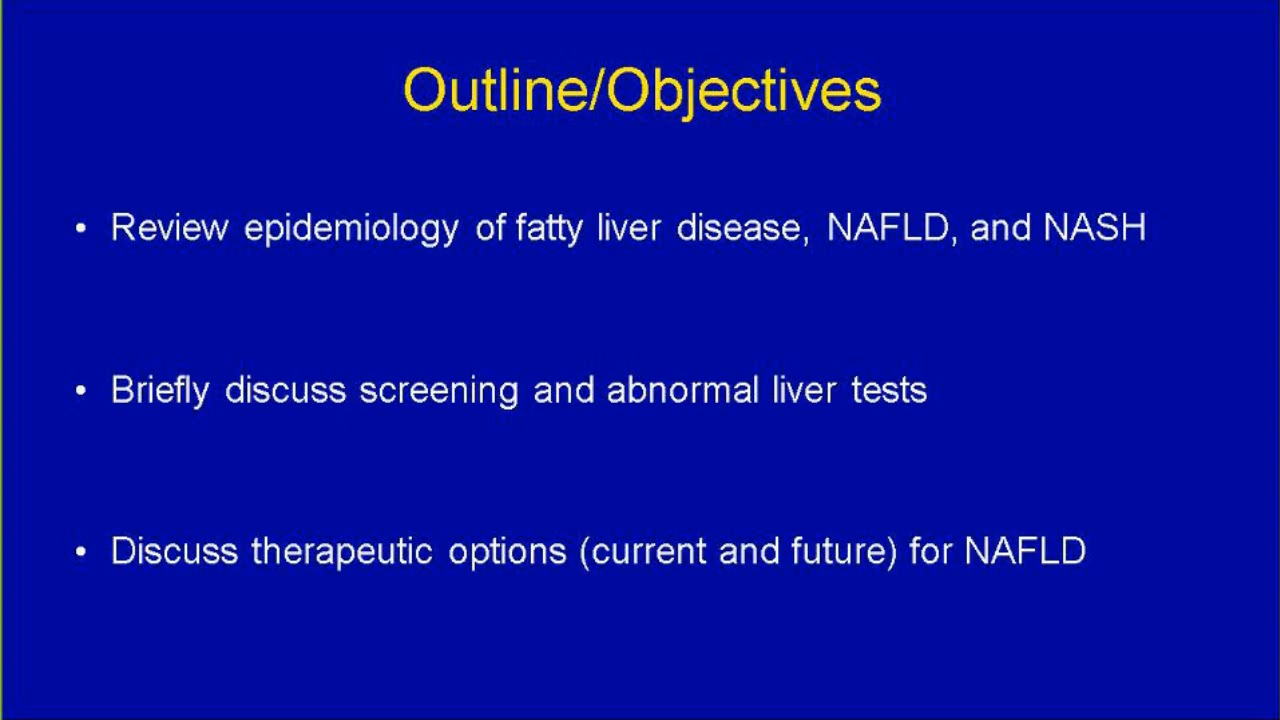 Outline/Objectives
• Review epidemiology of fatty liver disease, NAFLD, and NASH
• Briefly discuss screening and abnormal liver tests
• Discuss therapeutic options (current and future) for NAFLD